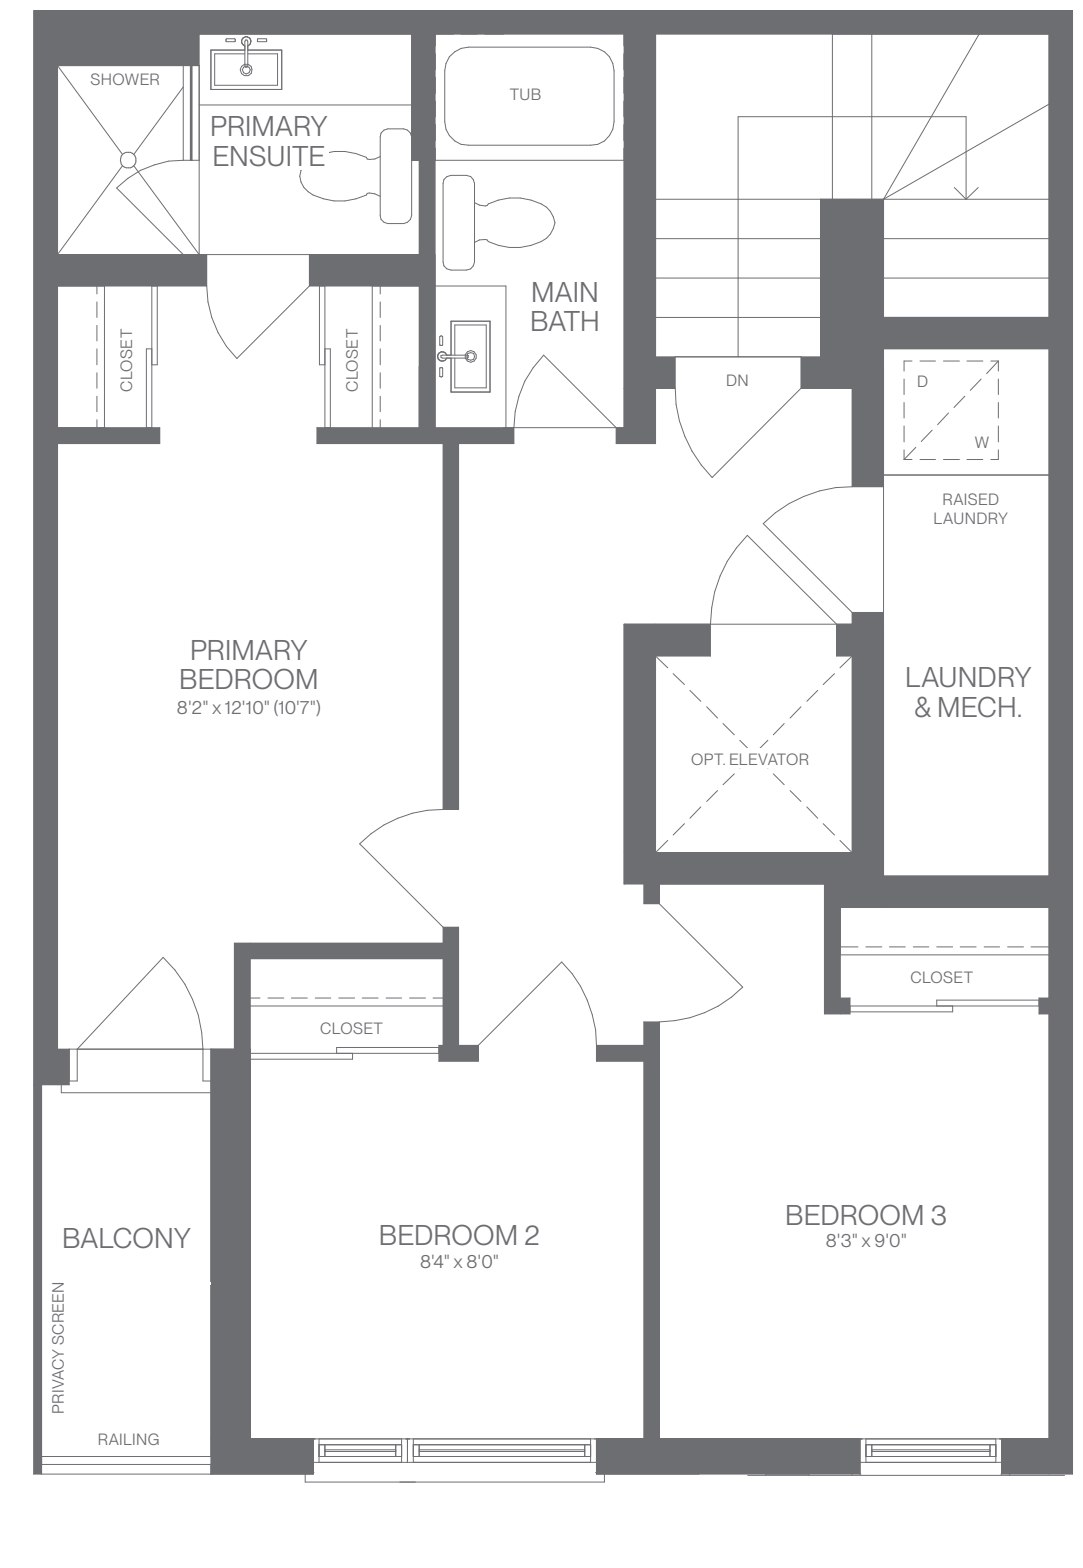 SHOWER
PRIMARY
ENSUITE
TUB
MAIN
BATH
CLOSET
CLOSET
DN
D
W
RAISED
LAUNDRY
PRIMARY
BEDROOM
8'2" x 12'10" (10'7")
LAUNDRY
& MECH.
OPT. ELEVATOR
CLOSET
CLOSET
BEDROOM 3
8'3" x 9'0"
BEDROOM 2
8'4" x 8'0"
BALCONY
PRIVACY SCREEN
RAILING